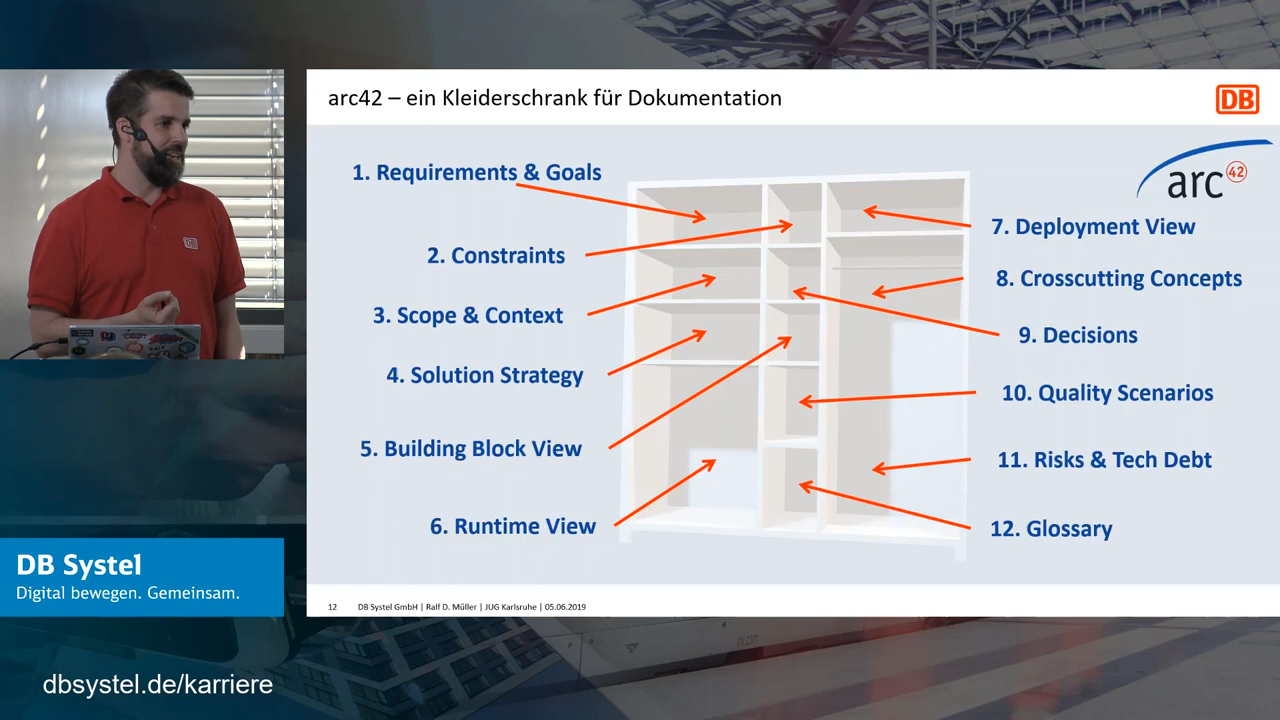 arc42 – ein Kleiderschrank für Dokumentation
DB
arc 42
1. Requirements & Goals
2. Constraints
3. Scope & Context
4. Solution Strategy
5. Building Block View
6. Runtime View
7. Deployment View
8. Crosscutting Concepts
9. Decisions
10. Quality Scenarios
11. Risks & Tech Debt
12. Glossary
12 DB Systel GmbH | Ralf D. Müller | JUG Karlsruhe | 05.06.2019
DB
DB Systel
Digital bewegen. Gemeinsam.
dbsystel.de/karriere